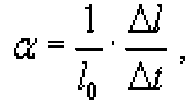 α = 1/l₀ · Δl/Δt ,